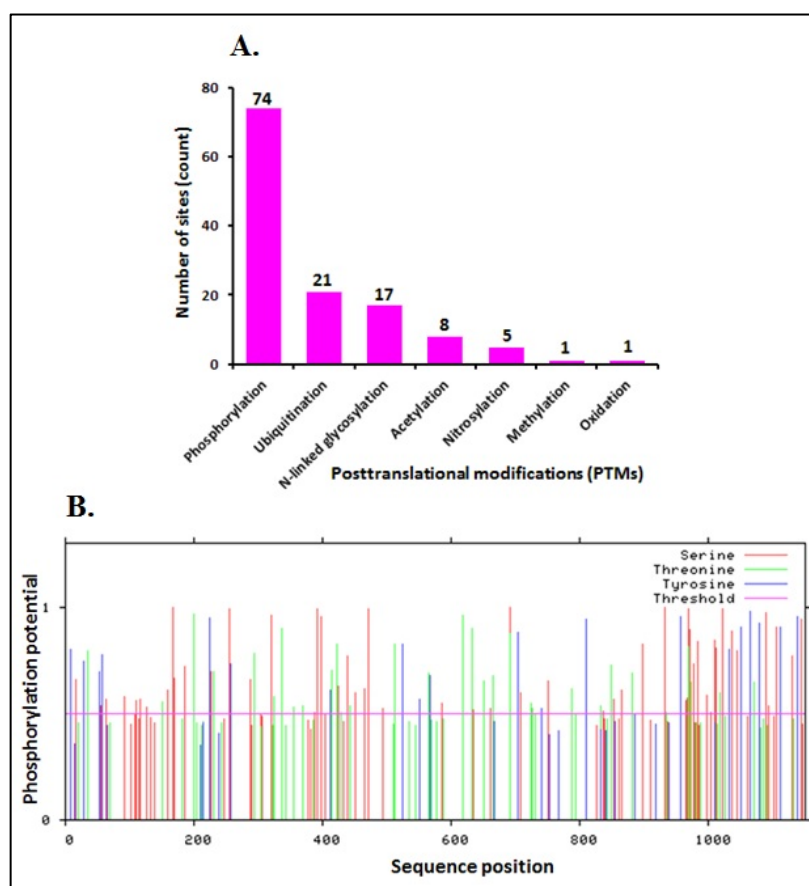 A.
Number of sites (count)
80
60
40
20
0
74
21
17
8
5
1
1
Phosphorylation
Ubiquitination
N-linked glycosylation
Acetylation
Nitrosylation
Methylation
Oxidation
Posttranslational modifications (PTMs)
B.
Phosphorylation potential
1
0
Serine
Threonine
Tyrosine
Threshold
0
200
400
600
800
1000
Sequence position